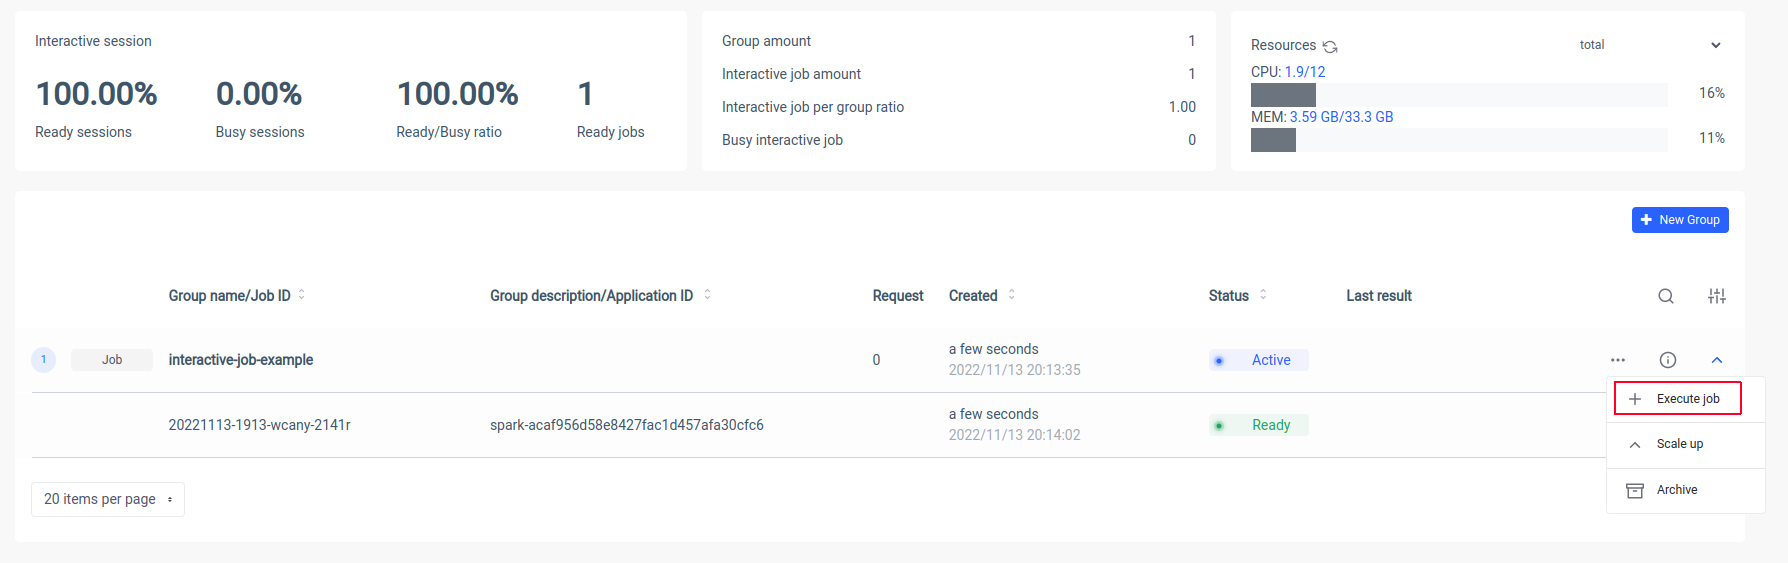 Interactive session
100.00% 0.00% 100.00% 1
Ready sessions Busy sessions Ready/Busy ratio Ready jobs
Group amount 1
Interactive job amount 1
Interactive job per group ratio 1.00
Busy interactive job 0
Resources total
CPU: 1.9/12
16%
MEM: 3.59 GB/33.3 GB
11%
New Group
Group name/Job ID Group description/Application ID Request Created Status Last result
1 Job interactive-job-example 0 a few seconds Active
2022/11/13 20:13:35
20221113-1913-wcany-2141r spark-acaf956d58e8427fac1d457afa30cfc6 a few seconds Ready
2022/11/13 20:14:02
Execute job
Scale up
Archive
20 items per page